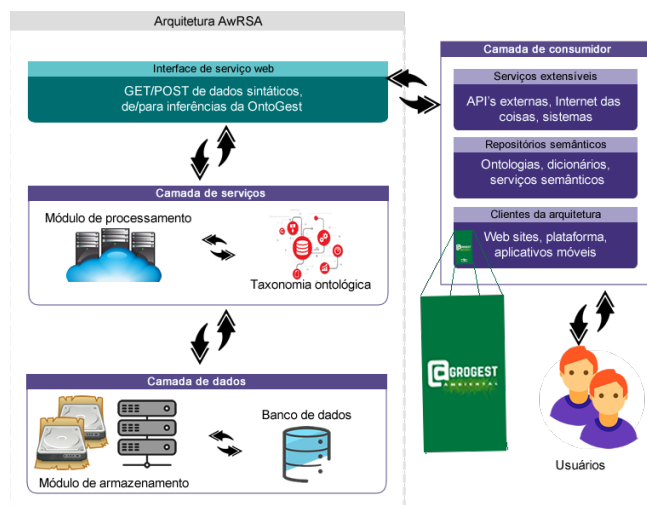 Arquitetura AwRSA
Interface de serviço web
GET/POST de dados sintáticos,
de/para inferências da OntoGest
Camada de serviços
Módulo de processamento
Taxonomia ontológica
Camada de dados
Banco de dados
Módulo de armazenamento
Camada de consumidor
Serviços extensíveis
API's externas, Internet das
coisas, sistemas
Repositórios semânticos
Ontologias, dicionários,
serviços semânticos
Clientes da arquitetura
Web sites, plataforma,
aplicativos móveis
@GROGEST
AMBIENTAL
Usuários